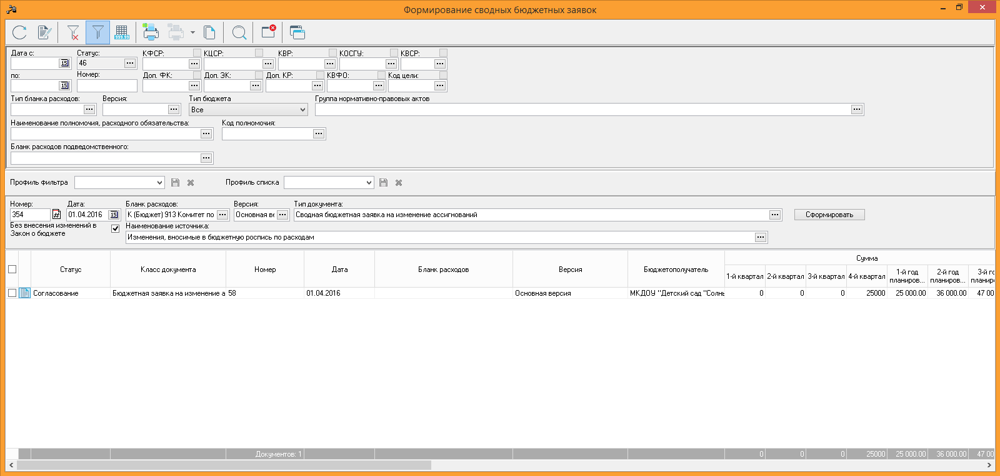 Формирование сводных бюджетных заявок
999.99
Дата с: Статус: КФСР: КЦСР: КВР: КОСГУ: КВСР:
15 46 ... ... ... ... ... ...
по: Номер: Доп. ФК: Доп. ЭК: Доп. КР: КВФО: Код цели:
15 ... ... ... ... ...
Тип бланка расходов: Версия: Тип бюджета Группа нормативно-правовых актов
... ... Все ...
Наименование полномочия, расходного обязательства: Код полномочия:
... ...
Бланк расходов подведомственного:
...
Профиль фильтра Профиль списка
Номер: Дата: Бланк расходов: Версия: Тип документа:
354 # 01.04.2016 15 К (Бюджет) 913 Комитет по ... Основная ве ... Сводная бюджетная заявка на изменение ассигнований ... Сформировать
Без внесения изменений в Закон о бюджете Наименование источника:
Изменения, вносимые в бюджетную роспись по расходам ...
Сумма
Статус Класс документа Номер Дата Бланк расходов Версия Бюджетополучатель
1-й квартал 2-й квартал 3-й квартал 4-й квартал 1-й год планиров... 2-й год планиров... 3-й гс планирс
Согласование Бюджетная заявка на изменение а 58 01.04.2016 Основная версия МКДОУ "Детский сад "Солнь 0 0 0 25000 25 000.00 36 000.00 47 00
Документов: 1 0 0 0 25000 25 000.00 36 000.00 47 00